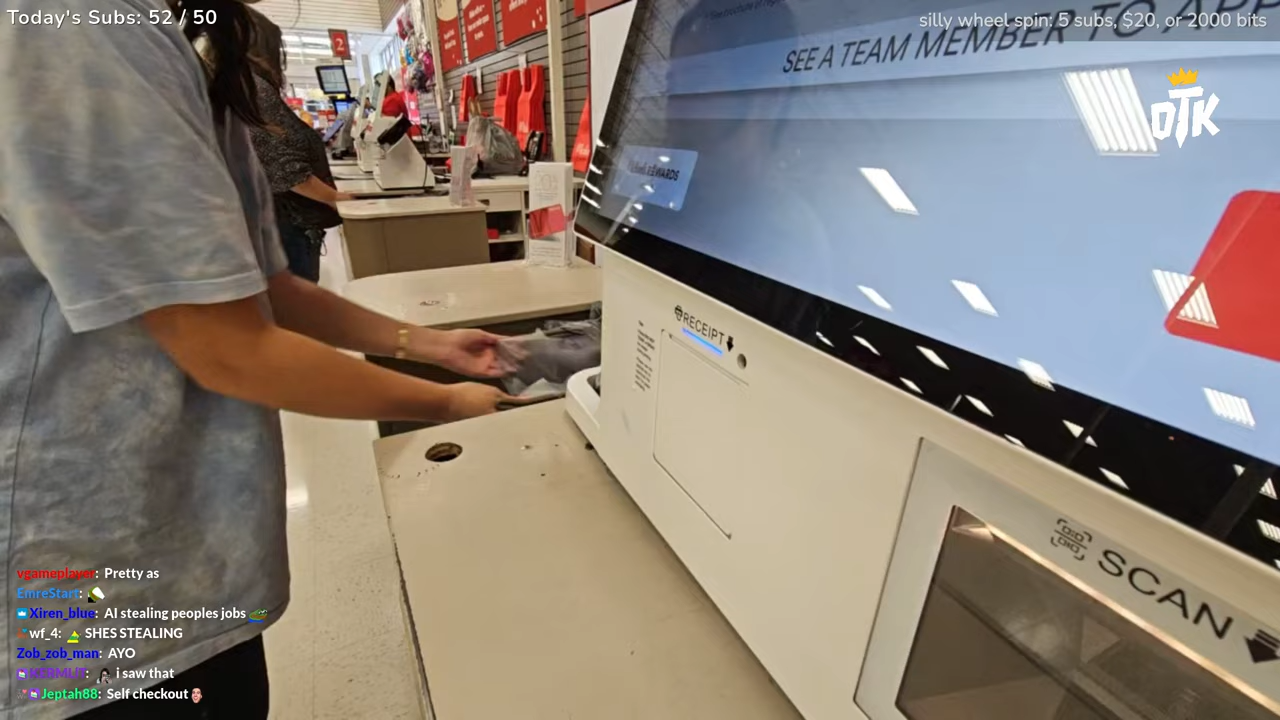 Today's Subs: 52 / 50
silly wheel spin: 5 subs, $20, or 2000 bits
SEE A TEAM MEMBER TO
OTK
2
REWARDS
RECEIPT
SCAN
vgameplayer: Pretty as
EmreStart:
Xiren_blue: AI stealing peoples jobs
wf_4: SHES STEALING
Zob_zob_man: AYO
i saw that
Jeptah88: Self checkout